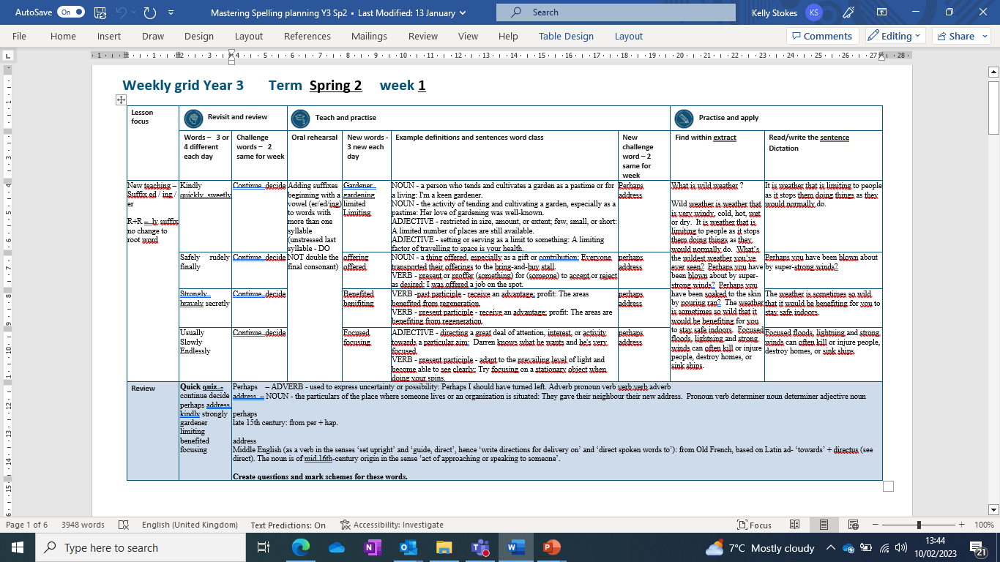 AutoSave On Mastering Spelling planning Y3 Sp2 • Last Modified: 13 January Search Kelly Stokes KS
File Home Insert Draw Design Layout References Mailings Review View Help Table Design Layout Comments Editing Share
Weekly grid Year 3 Term Spring 2 week 1
Lesson focus
Revisit and review
Teach and practise
Practise and apply
Words – 3 or 4 different each day
Challenge words – 2 same for week
Oral rehearsal
New words - 3 new each day
Example definitions and sentences word class
New challenge word – 2 same for week
Find within extract
Read/write the sentence
Dictation
New teaching –
Suffix ed / ing /
er
R+R = ly suffix
no change to
root word
Kindly
quickly sweetly
Continue decide
Adding suffixes
beginning with a
vowel (er/ed/ing)
to words with
more than one
syllable
(unstressed last
syllable - DO
NOT double the
final consonant)
Gardener
gardening
limited
Limiting
NOUN - a person who tends and cultivates a garden as a pastime or for
a living: I'm a keen gardener.
NOUN - the activity of tending and cultivating a garden, especially as a
pastime: Her love of gardening was well-known.
ADJECTIVE - restricted in size, amount, or extent; few, small, or short:
A limited number of places are still available.
ADJECTIVE - setting or serving as a limit to something: A limiting
factor of travelling to space is your health.
Perhaps
address
What is wild weather ?
Wild weather is weather that
is very windy, cold, hot, wet
or dry. It is weather that is
limiting to people as it stops
them doing things as they
would normally do. What's
the wildest weather you've
ever seen? Perhaps you have
been blown about by super-
strong winds? Perhaps you
have been soaked to the skin
by pouring ran? The weather
is sometimes so wild that it
would be benefiting for you
to stay safe indoors. Focused
floods, lightning and strong
winds can often kill or injure
people, destroy homes, or
sink ships.
It is weather that is limiting to people
as it stops them doing things as they
would normally do.
Safely rudely
finally
Continue decide
offering
offered
NOUN - a thing offered, especially as a gift or contribution: Everyone
transported their offerings to the bring-and-buy stall.
VERB - present or proffer (something) for (someone) to accept or reject
as desired: I was offered a job on the spot.
perhaps
address
Perhaps you have been blown about
by super-strong winds?
Strongly
bravely secretly
Continue decide
Benefited
benifiting
VERB -past participle - receive an advantage; profit: The areas
benefited from regeneration.
VERB - present participle - receive an advantage; profit: The areas are
benefiting from regeneration.
perhaps
address
The weather is sometimes so wild
that it would be benefiting for you to
stay safe indoors.
Usually
Slowly
Endlessly
Continue decide
Focused
focusing
ADJECTIVE - directing a great deal of attention, interest, or activity
towards a particular aim: Darren knows what he wants and he's very
focused.
VERB - present participle - adapt to the prevailing level of light and
become able to see clearly: Try focusing on a stationary object when
doing your spins.
perhaps
address
Focused floods, lightning and strong
winds can often kill or injure people,
destroy homes, or sink ships.
Review
Quick quiz -
continue decide
perhaps address
kindly strongly
gardener
limiting
benefited
focusing
Perhaps – ADVERB - used to express uncertainty or possibility: Perhaps I should have turned left. Adverb pronoun verb verb verb adverb
address – NOUN - the particulars of the place where someone lives or an organization is situated: They gave their neighbour their new address. Pronoun verb determiner noun determiner adjective noun
perhaps
late 15th century: from per + hap.
address
Middle English (as a verb in the senses ‘set upright’ and ‘guide, direct’, hence ‘write directions for delivery on’ and ‘direct spoken words to’): from Old French, based on Latin ad- ‘towards’ + directus (see
direct). The noun is of mid 16th-century origin in the sense ‘act of approaching or speaking to someone’.
Create questions and mark schemes for these words.
Page 1 of 6 3948 words English (United Kingdom) Text Predictions: On Accessibility: Investigate Focus 100%
Type here to search 7°C Mostly cloudy 13:44
10/02/2023 21